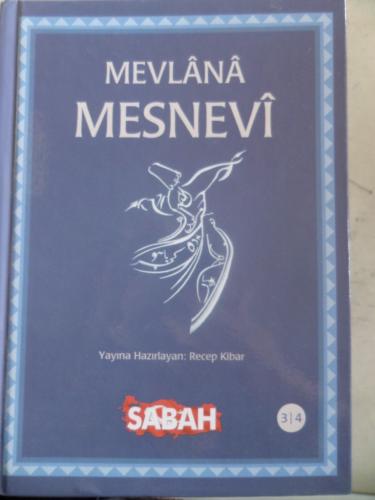 MEVLÂNÂ
MESNEVÎ
Yayına Hazırlayan: Recep Kibar
SABAH
3|4